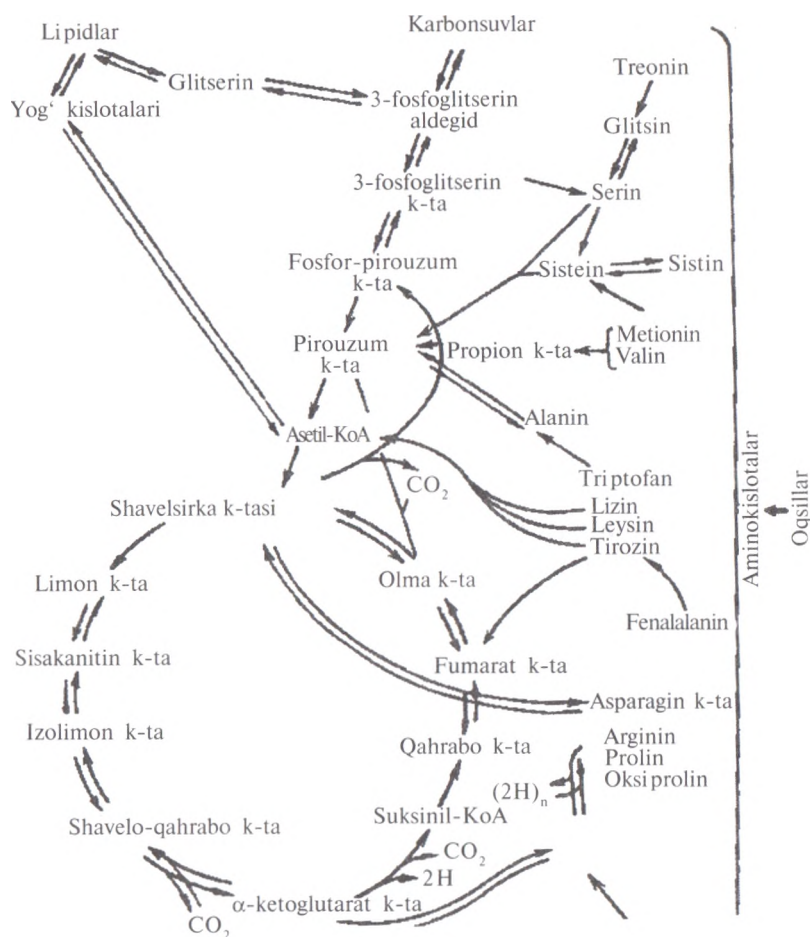 Lipidlar
Karbonsuvlar
Glitserin
Treonin
Yog‘ kislotalari
3-fosfoglitserin
aldegid
Glitsin
3-fosfoglitserin
k-ta
Serin
Fosfor-pirouzum
k-ta
Sistein
Sistin
Pirouzum
k-ta
Propion k-ta
Metionin
Valin
Alanin
Asetil-KoA
CO₂
Triptofan
Shavelsirka k-tasi
Lizin
Leysin
Tirozin
Aminokislotalar
Oqsillar
Limon k-ta
Olma k-ta
Fenalalanin
Sisakanitin k-ta
Fumarat k-ta
Asparagin k-ta
Izolimon k-ta
Qahrabo k-ta
Arginin
Prolin
Oksiprolin
(2H)ₙ
Suksinil-KoA
Shavelo-qahrabo k-ta
CO₂
2H
α-ketoglutarat k-ta
CO₂